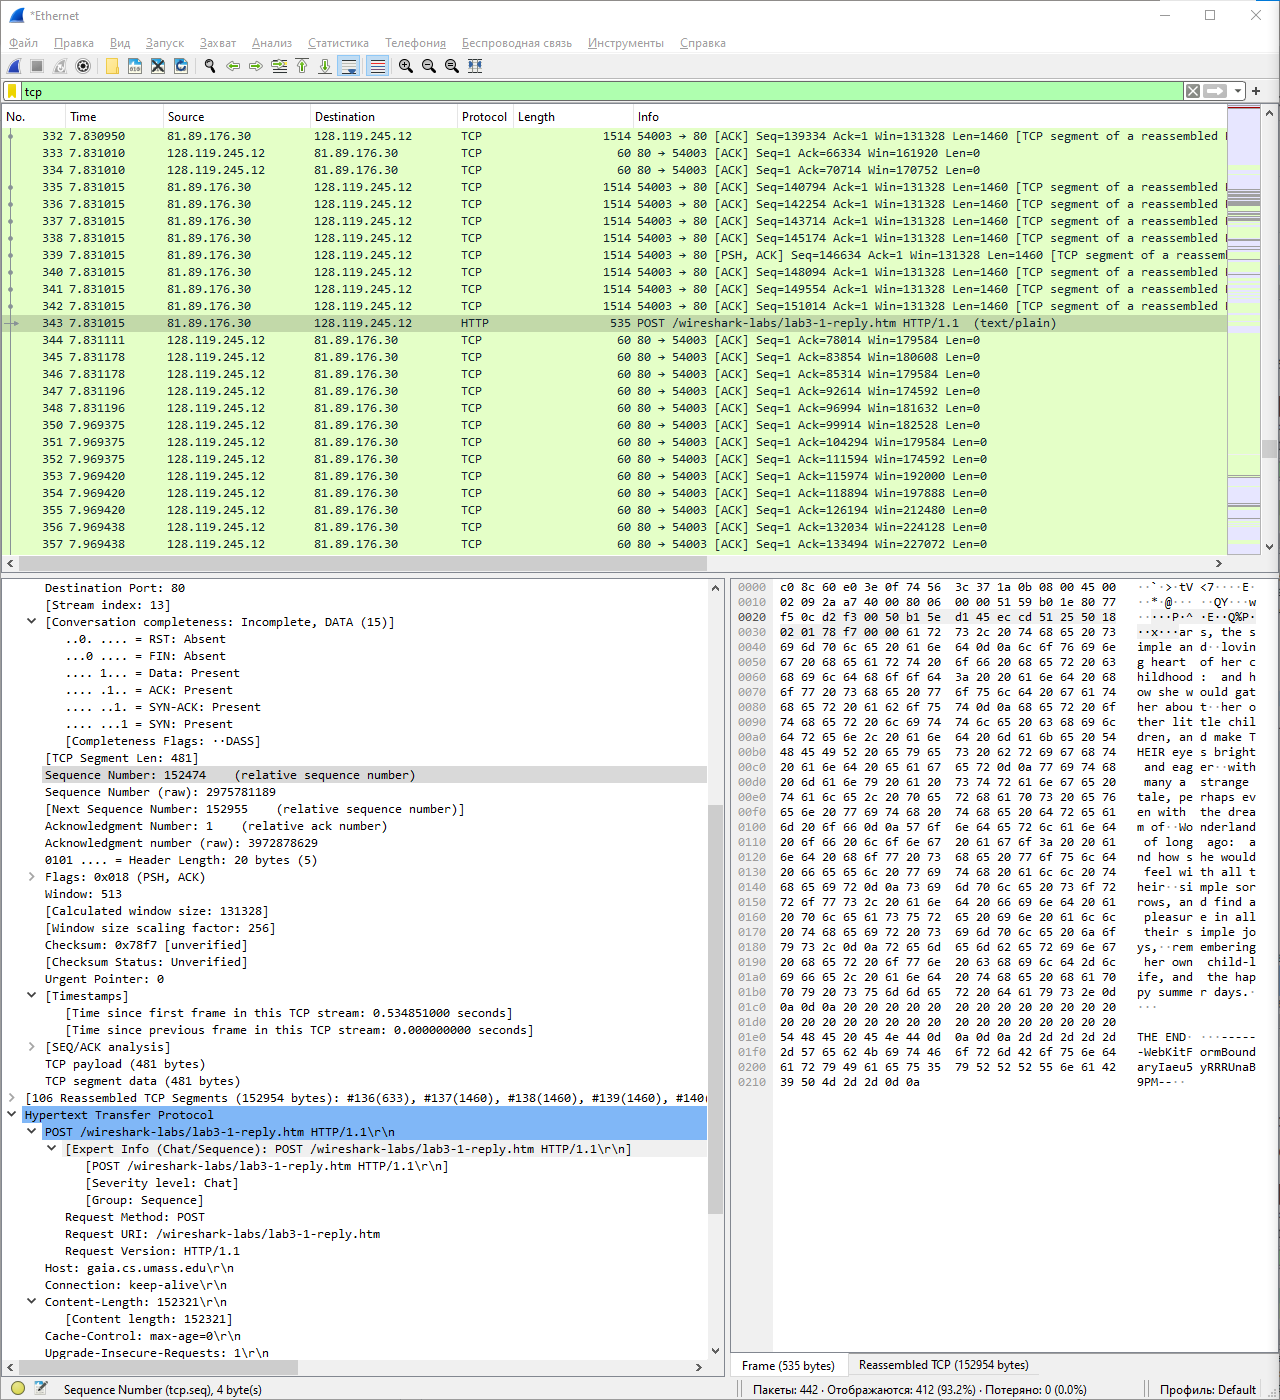 *Ethernet
Файл Правка Вид Запуск Захват Анализ Статистика Телефония Беспроводная связь Инструменты Справка
tcp
No. Time Source Destination Protocol Length Info
332 7.830950 81.89.176.30 128.119.245.12 TCP 1514 54003 → 80 [ACK] Seq=139334 Ack=1 Win=131328 Len=1460 [TCP segment of a reassembled
333 7.831010 128.119.245.12 81.89.176.30 TCP 60 80 → 54003 [ACK] Seq=1 Ack=66334 Win=161920 Len=0
334 7.831010 128.119.245.12 81.89.176.30 TCP 60 80 → 54003 [ACK] Seq=1 Ack=70714 Win=170752 Len=0
335 7.831015 81.89.176.30 128.119.245.12 TCP 1514 54003 → 80 [ACK] Seq=140794 Ack=1 Win=131328 Len=1460 [TCP segment of a reassembled
336 7.831015 81.89.176.30 128.119.245.12 TCP 1514 54003 → 80 [ACK] Seq=142254 Ack=1 Win=131328 Len=1460 [TCP segment of a reassembled
337 7.831015 81.89.176.30 128.119.245.12 TCP 1514 54003 → 80 [ACK] Seq=143714 Ack=1 Win=131328 Len=1460 [TCP segment of a reassembled
338 7.831015 81.89.176.30 128.119.245.12 TCP 1514 54003 → 80 [ACK] Seq=145174 Ack=1 Win=131328 Len=1460 [TCP segment of a reassembled
339 7.831015 81.89.176.30 128.119.245.12 TCP 1514 54003 → 80 [PSH, ACK] Seq=146634 Ack=1 Win=131328 Len=1460 [TCP segment of a reassem
340 7.831015 81.89.176.30 128.119.245.12 TCP 1514 54003 → 80 [ACK] Seq=148094 Ack=1 Win=131328 Len=1460 [TCP segment of a reassembled
341 7.831015 81.89.176.30 128.119.245.12 TCP 1514 54003 → 80 [ACK] Seq=149554 Ack=1 Win=131328 Len=1460 [TCP segment of a reassembled
342 7.831015 81.89.176.30 128.119.245.12 TCP 1514 54003 → 80 [ACK] Seq=151014 Ack=1 Win=131328 Len=1460 [TCP segment of a reassembled
343 7.831015 81.89.176.30 128.119.245.12 HTTP 535 POST /wireshark-labs/lab3-1-reply.htm HTTP/1.1 (text/plain)
344 7.831111 128.119.245.12 81.89.176.30 TCP 60 80 → 54003 [ACK] Seq=1 Ack=78014 Win=179584 Len=0
345 7.831178 128.119.245.12 81.89.176.30 TCP 60 80 → 54003 [ACK] Seq=1 Ack=83854 Win=180608 Len=0
346 7.831178 128.119.245.12 81.89.176.30 TCP 60 80 → 54003 [ACK] Seq=1 Ack=85314 Win=179584 Len=0
347 7.831196 128.119.245.12 81.89.176.30 TCP 60 80 → 54003 [ACK] Seq=1 Ack=92614 Win=174592 Len=0
348 7.831196 128.119.245.12 81.89.176.30 TCP 60 80 → 54003 [ACK] Seq=1 Ack=96994 Win=181632 Len=0
350 7.969375 128.119.245.12 81.89.176.30 TCP 60 80 → 54003 [ACK] Seq=1 Ack=99914 Win=182528 Len=0
351 7.969375 128.119.245.12 81.89.176.30 TCP 60 80 → 54003 [ACK] Seq=1 Ack=104294 Win=179584 Len=0
352 7.969375 128.119.245.12 81.89.176.30 TCP 60 80 → 54003 [ACK] Seq=1 Ack=111594 Win=174592 Len=0
353 7.969420 128.119.245.12 81.89.176.30 TCP 60 80 → 54003 [ACK] Seq=1 Ack=115974 Win=192000 Len=0
354 7.969420 128.119.245.12 81.89.176.30 TCP 60 80 → 54003 [ACK] Seq=1 Ack=118894 Win=197888 Len=0
355 7.969420 128.119.245.12 81.89.176.30 TCP 60 80 → 54003 [ACK] Seq=1 Ack=126194 Win=212480 Len=0
356 7.969438 128.119.245.12 81.89.176.30 TCP 60 80 → 54003 [ACK] Seq=1 Ack=132034 Win=224128 Len=0
357 7.969438 128.119.245.12 81.89.176.30 TCP 60 80 → 54003 [ACK] Seq=1 Ack=133494 Win=227072 Len=0
Destination Port: 80
[Stream index: 13]
[Conversation completeness: Incomplete, DATA (15)]
..0. .... = RST: Absent
...0 .... = FIN: Absent
.... 1... = Data: Present
.... .1.. = ACK: Present
.... ..1. = SYN-ACK: Present
.... ...1 = SYN: Present
[Completeness Flags: ··DASS]
[TCP Segment Len: 481]
Sequence Number: 152474 (relative sequence number)
Sequence Number (raw): 2975781189
[Next Sequence Number: 152955 (relative sequence number)]
Acknowledgment Number: 1 (relative ack number)
Acknowledgment number (raw): 3972878629
0101 .... = Header Length: 20 bytes (5)
Flags: 0x018 (PSH, ACK)
Window: 513
[Calculated window size: 131328]
[Window size scaling factor: 256]
Checksum: 0x78f7 [unverified]
[Checksum Status: Unverified]
Urgent Pointer: 0
[Timestamps]
[Time since first frame in this TCP stream: 0.534851000 seconds]
[Time since previous frame in this TCP stream: 0.000000000 seconds]
[SEQ/ACK analysis]
TCP payload (481 bytes)
TCP segment data (481 bytes)
[106 Reassembled TCP Segments (152954 bytes): #136(633), #137(1460), #138(1460), #139(1460), #140(
Hypertext Transfer Protocol
POST /wireshark-labs/lab3-1-reply.htm HTTP/1.1\r\n
[Expert Info (Chat/Sequence): POST /wireshark-labs/lab3-1-reply.htm HTTP/1.1\r\n]
[POST /wireshark-labs/lab3-1-reply.htm HTTP/1.1\r\n]
[Severity level: Chat]
[Group: Sequence]
Request Method: POST
Request URI: /wireshark-labs/lab3-1-reply.htm
Request Version: HTTP/1.1
Host: gaia.cs.umass.edu\r\n
Connection: keep-alive\r\n
Content-Length: 152321\r\n
[Content length: 152321]
Cache-Control: max-age=0\r\n
Upgrade-Insecure-Requests: 1\r\n
0000 c0 8c 60 e0 3e 0f 74 56 3c 37 1a 0b 08 00 45 00 ··`·>·tV <7····E·
0010 02 09 2a a7 40 00 80 06 00 00 51 59 b0 1e 80 77 ··*·@··· ··QY···w
0020 f5 0c d2 f3 00 50 b1 5e d1 45 ec cd 51 25 50 18 ·····P·^ ·E··Q%P·
0030 02 01 78 f7 00 00 61 72 73 2c 20 74 68 65 20 73 ··x···ar s, the s
0040 69 6d 70 6c 65 20 61 6e 64 0d 0a 6c 6f 76 69 6e imple an d··lovin
0050 67 20 68 65 61 72 74 20 6f 66 20 68 65 72 20 63 g heart of her c
0060 68 69 6c 64 68 6f 6f 64 3a 20 20 61 6e 64 20 68 hildhood : and h
0070 6f 77 20 73 68 65 20 77 6f 75 6c 64 20 67 61 74 ow she w ould gat
0080 68 65 72 20 61 62 6f 75 74 0d 0a 68 65 72 20 6f her abou t··her o
0090 74 68 65 72 20 6c 69 74 74 6c 65 20 63 68 69 6c ther lit tle chil
00a0 64 72 65 6e 2c 20 61 6e 64 20 6d 61 6b 65 20 54 dren, an d make T
00b0 48 45 49 52 20 65 79 65 73 20 62 72 69 67 68 74 HEIR eye s bright
00c0 20 61 6e 64 20 65 61 67 65 72 0d 0a 77 69 74 68 and eag er··with
00d0 20 6d 61 6e 79 20 61 20 73 74 72 61 6e 67 65 20 many a strange
00e0 74 61 6c 65 2c 20 70 65 72 68 61 70 73 20 65 76 tale, pe rhaps ev
00f0 65 6e 20 77 69 74 68 20 74 68 65 20 64 72 65 61 en with the drea
0100 6d 20 6f 66 0d 0a 57 6f 6e 64 65 72 6c 61 6e 64 m of··Wo nderland
0110 20 6f 66 20 6c 6f 6e 67 20 61 67 6f 3a 20 20 61 of long ago: a
0120 6e 64 20 68 6f 77 20 73 68 65 20 77 6f 75 6c 64 nd how s he would
0130 20 66 65 65 6c 20 77 69 74 68 20 61 6c 6c 20 74 feel wi th all t
0140 68 65 69 72 0d 0a 73 69 6d 70 6c 65 20 73 6f 72 heir··si mple sor
0150 72 6f 77 73 2c 20 61 6e 64 20 66 69 6e 64 20 61 rows, an d find a
0160 20 70 6c 65 61 73 75 72 65 20 69 6e 20 61 6c 6c pleasur e in all
0170 20 74 68 65 69 72 20 73 69 6d 70 6c 65 20 6a 6f their s imple jo
0180 79 73 2c 0d 0a 72 65 6d 65 6d 62 65 72 69 6e 67 ys,··rem embering
0190 20 68 65 72 20 6f 77 6e 20 63 68 69 6c 64 2d 6c her own child-l
01a0 69 66 65 2c 20 61 6e 64 20 74 68 65 20 68 61 70 ife, and the hap
01b0 70 79 20 73 75 6d 6d 65 72 20 64 61 79 73 2e 0d py summe r days.·
01c0 0a 0d 0a 20 20 20 20 20 20 20 20 20 20 20 20 20 ···
01d0 20 20 20 20 20 20 20 20 20 20 20 20 20 20 20 20
01e0 54 48 45 20 45 4e 44 0d 0a 0d 0a 2d 2d 2d 2d 2d THE END· ···-----
01f0 2d 57 65 62 4b 69 74 46 6f 72 6d 42 6f 75 6e 64 -WebKitF ormBound
0200 61 72 79 49 61 65 75 35 79 52 52 52 55 6e 61 42 aryIaeu5 yRRRUnaB
0210 39 50 4d 2d 2d 0d 0a 9PM--··
Frame (535 bytes) Reassembled TCP (152954 bytes)
Sequence Number (tcp.seq), 4 byte(s)
Пакеты: 442 · Отображаются: 412 (93.2%) · Потеряно: 0 (0.0%)
Профиль: Default